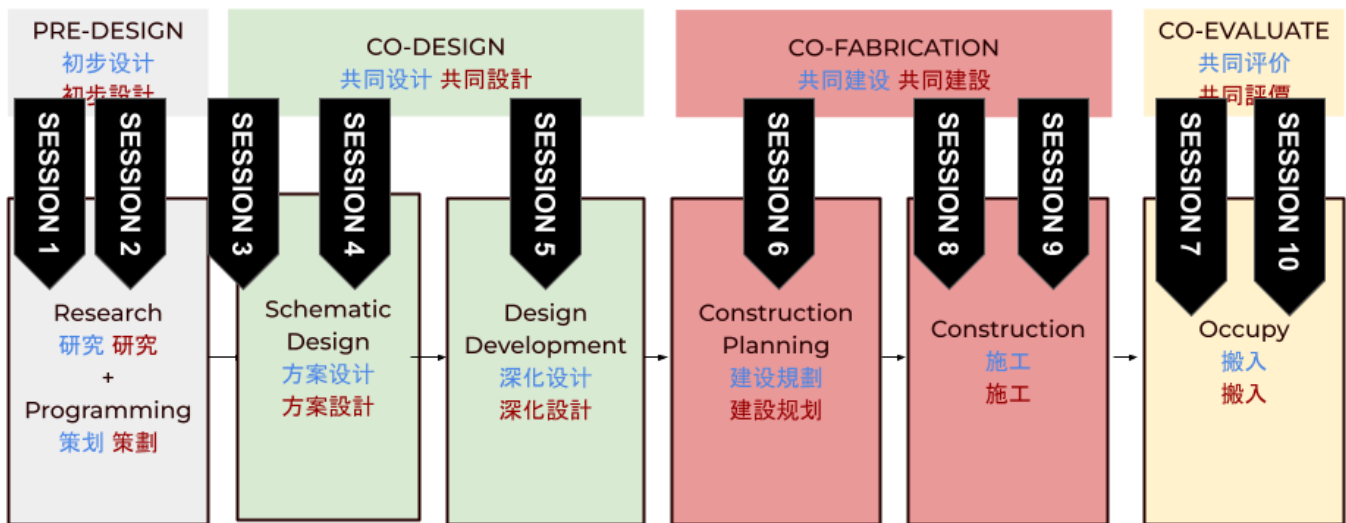 PRE-DESIGN
初步设计
初步設計
CO-DESIGN
共同设计 共同設計
CO-FABRICATION
共同建设 共同建設
CO-EVALUATE
共同评价
共同評價
SESSION 1
SESSION 2
SESSION 3
SESSION 4
SESSION 5
SESSION 6
SESSION 8
SESSION 9
SESSION 7
SESSION 10
Research
研究 研究
+
Programming
策划 策劃
Schematic
Design
方案设计
方案設計
Design
Development
深化设计
深化設計
Construction
Planning
建设規劃
建設规划
Construction
施工
施工
Occupy
搬入
搬入